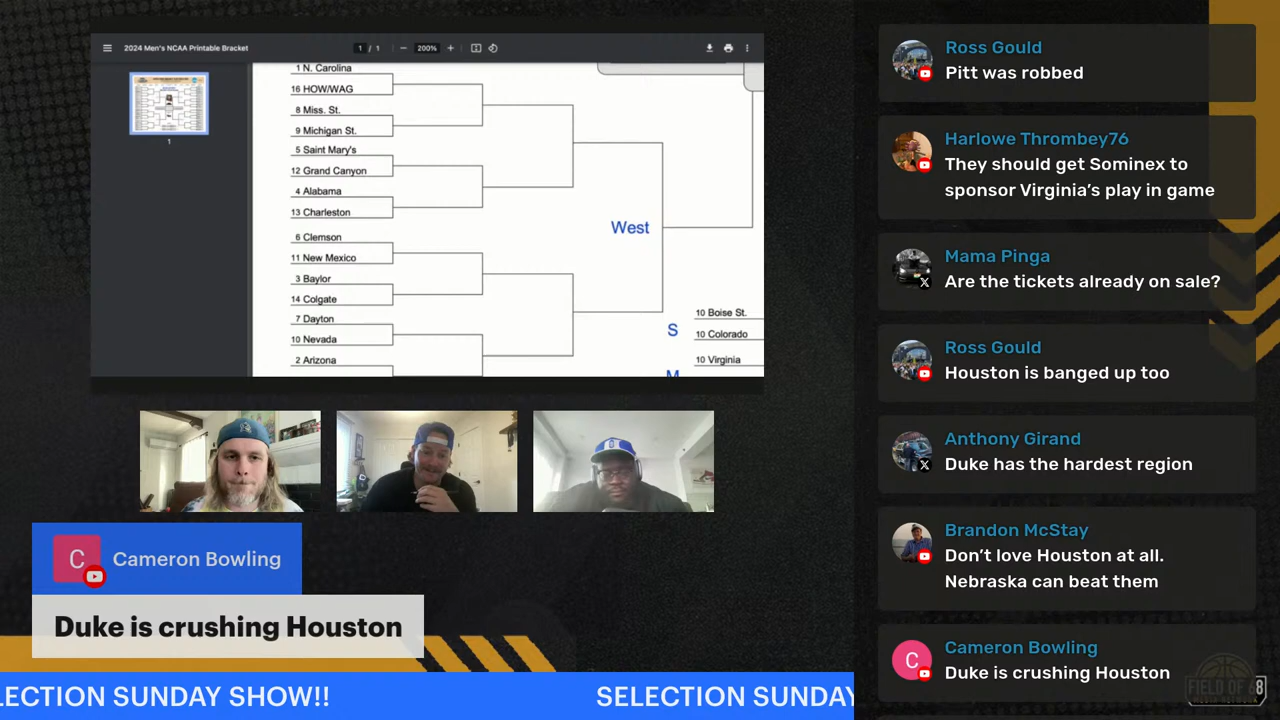 2024 Men's NCAA Printable Bracket
1 / 1
200%
1
1 N. Carolina
16 HOW/WAG
8 Miss. St.
9 Michigan St.
5 Saint Mary's
12 Grand Canyon
4 Alabama
13 Charleston
6 Clemson
11 New Mexico
3 Baylor
14 Colgate
7 Dayton
10 Nevada
2 Arizona
West
S
10 Boise St.
10 Colorado
10 Virginia
M
C
Cameron Bowling
Duke is crushing Houston
LECTION SUNDAY SHOW!!
SELECTION SUNDAY
Ross Gould
Pitt was robbed
Harlowe Thrombey76
They should get Sominex to
sponsor Virginia's play in game
Mama Pinga
Are the tickets already on sale?
Ross Gould
Houston is banged up too
Anthony Girand
Duke has the hardest region
Brandon McStay
Don't love Houston at all.
Nebraska can beat them
C
Cameron Bowling
Duke is crushing Houston
FIELD OF 68
MEDIA NETWORK